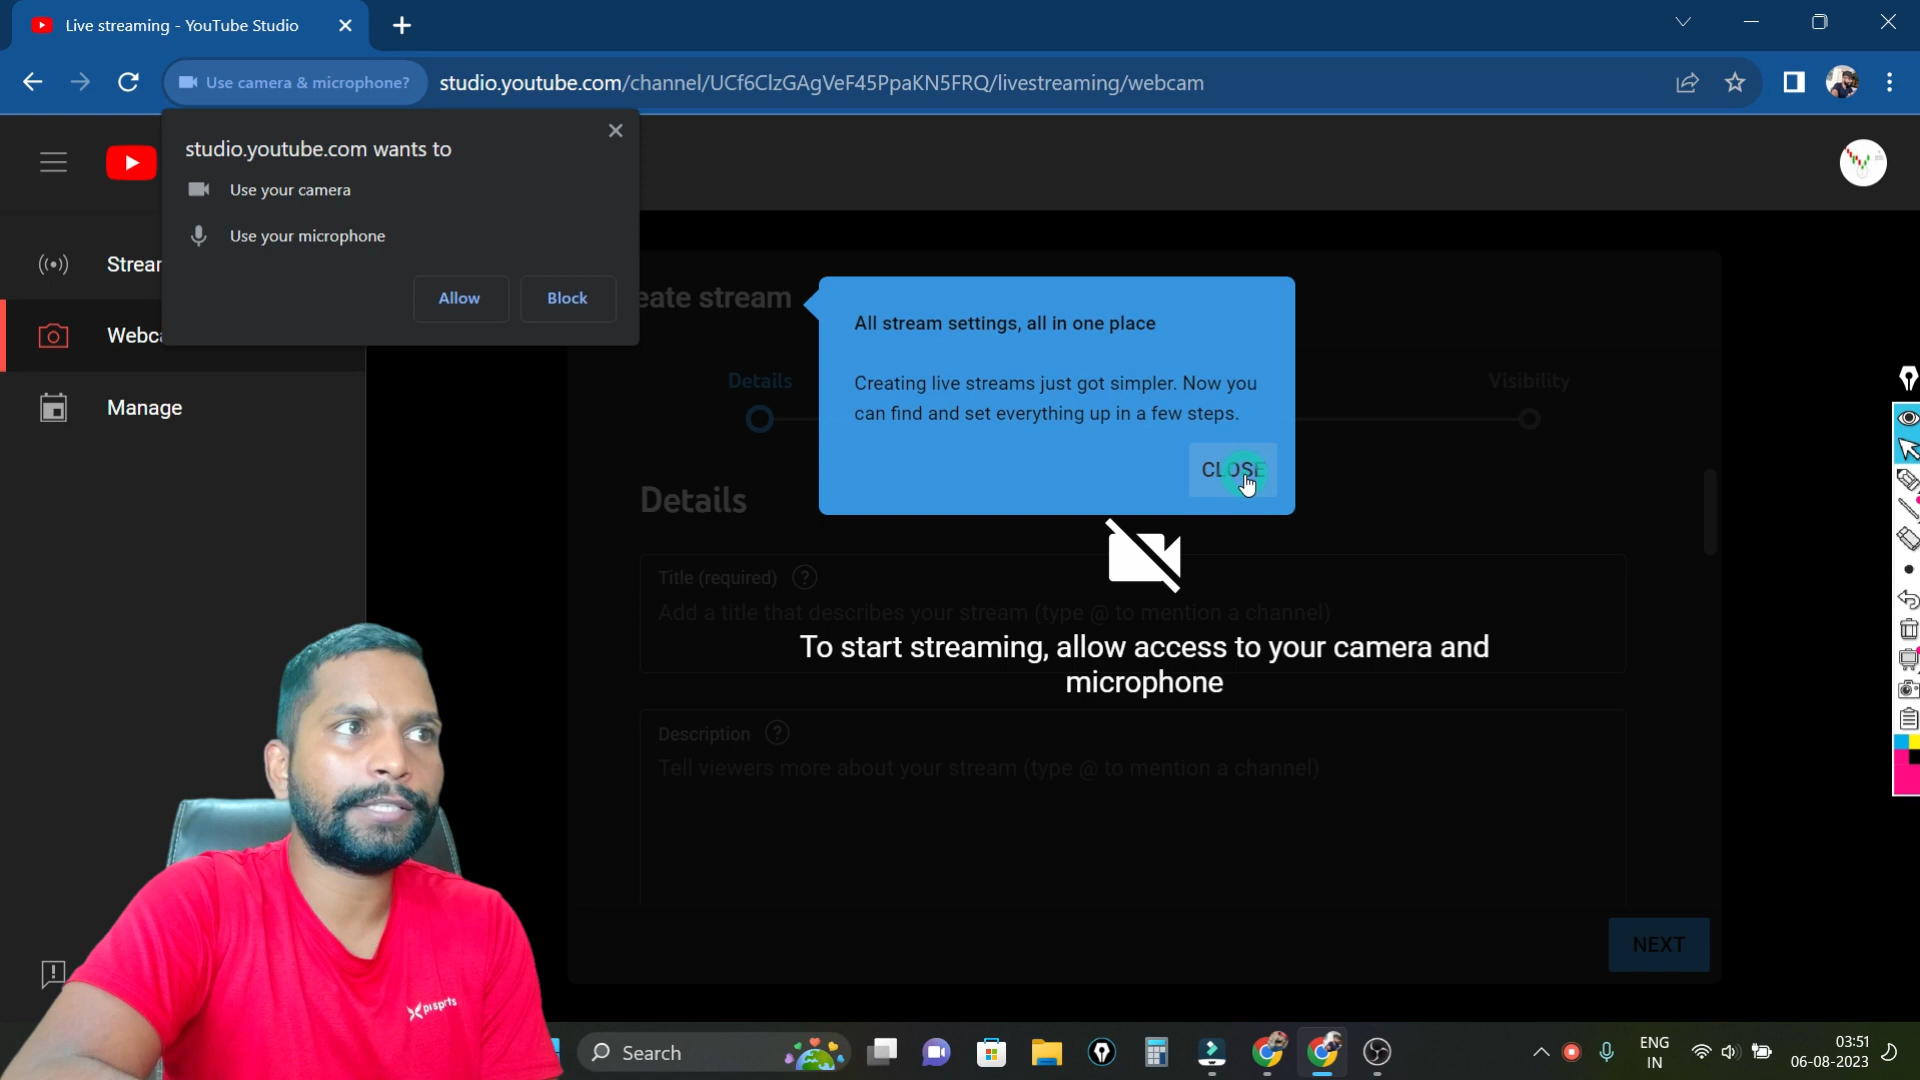 Live streaming - YouTube Studio
Use camera & microphone?
studio.youtube.com/channel/UCf6ClzGAgVeF45PpaKN5FRQ/livestreaming/webcam
studio.youtube.com wants to
Use your camera
Use your microphone
Allow
Block
Strear
Webca
Manage
eate stream
All stream settings, all in one place
Creating live streams just got simpler. Now you
can find and set everything up in a few steps.
CLOSE
Details
Visibility
Details
Title (required)
Add a title that describes your stream (type @ to mention a channel)
To start streaming, allow access to your camera and
microphone
Description
Tell viewers more about your stream (type @ to mention a channel)
NEXT
Search
ENG
IN
03:51
06-08-2023